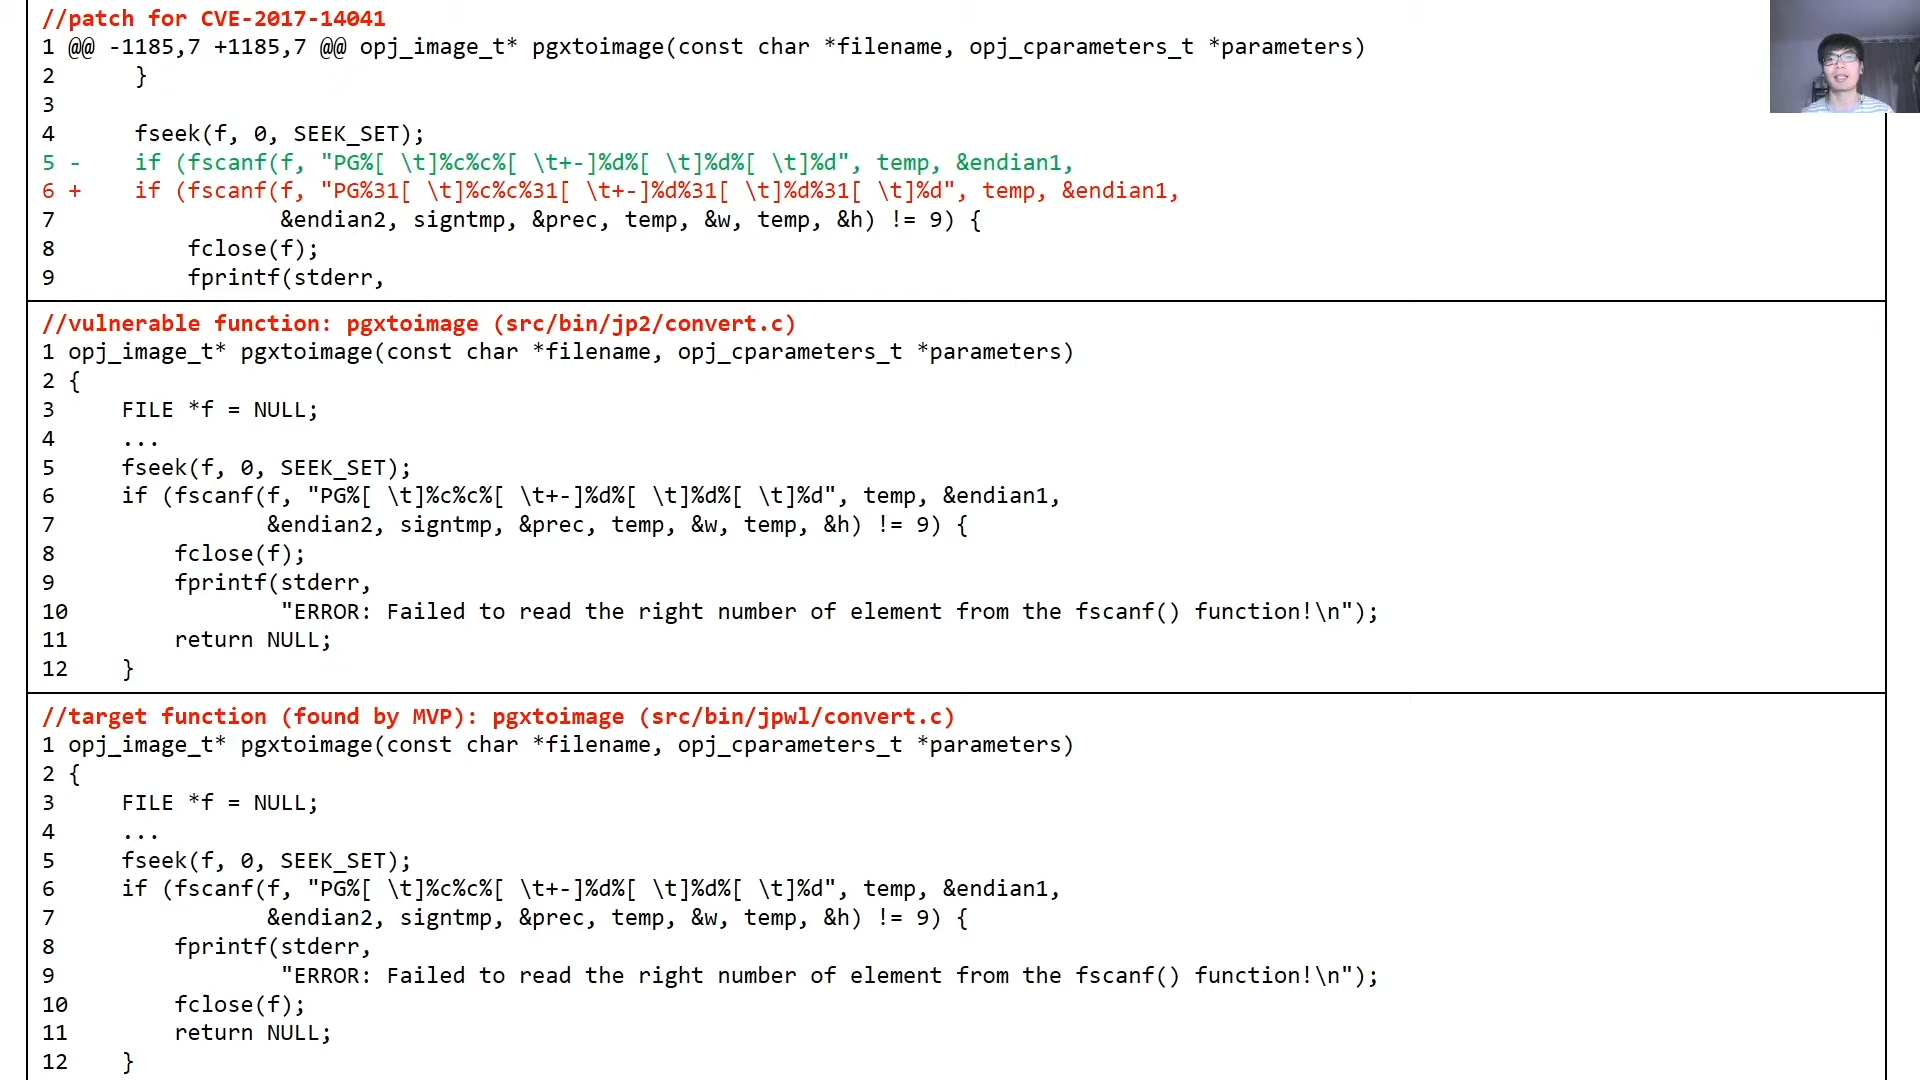 //patch for CVE-2017-14041
1 @@ -1185,7 +1185,7 @@ opj_image_t* pgxtoimage(const char *filename, opj_cparameters_t *parameters)
2      }
3
4      fseek(f, 0, SEEK_SET);
5 -    if (fscanf(f, "PG%[ \t]%c%c%[ \t+-]%d%[ \t]%d%[ \t]%d", temp, &endian1,
6 +    if (fscanf(f, "PG%31[ \t]%c%c%31[ \t+-]%d%31[ \t]%d%31[ \t]%d", temp, &endian1,
7                 &endian2, signtmp, &prec, temp, &w, temp, &h) != 9) {
8          fclose(f);
9          fprintf(stderr,
//vulnerable function: pgxtoimage (src/bin/jp2/convert.c)
1 opj_image_t* pgxtoimage(const char *filename, opj_cparameters_t *parameters)
2 {
3     FILE *f = NULL;
4     ...
5     fseek(f, 0, SEEK_SET);
6     if (fscanf(f, "PG%[ \t]%c%c%[ \t+-]%d%[ \t]%d%[ \t]%d", temp, &endian1,
7                &endian2, signtmp, &prec, temp, &w, temp, &h) != 9) {
8         fclose(f);
9         fprintf(stderr,
10                "ERROR: Failed to read the right number of element from the fscanf() function!\n");
11        return NULL;
12    }
//target function (found by MVP): pgxtoimage (src/bin/jpwl/convert.c)
1 opj_image_t* pgxtoimage(const char *filename, opj_cparameters_t *parameters)
2 {
3     FILE *f = NULL;
4     ...
5     fseek(f, 0, SEEK_SET);
6     if (fscanf(f, "PG%[ \t]%c%c%[ \t+-]%d%[ \t]%d%[ \t]%d", temp, &endian1,
7                &endian2, signtmp, &prec, temp, &w, temp, &h) != 9) {
8         fprintf(stderr,
9                 "ERROR: Failed to read the right number of element from the fscanf() function!\n");
10        fclose(f);
11        return NULL;
12    }